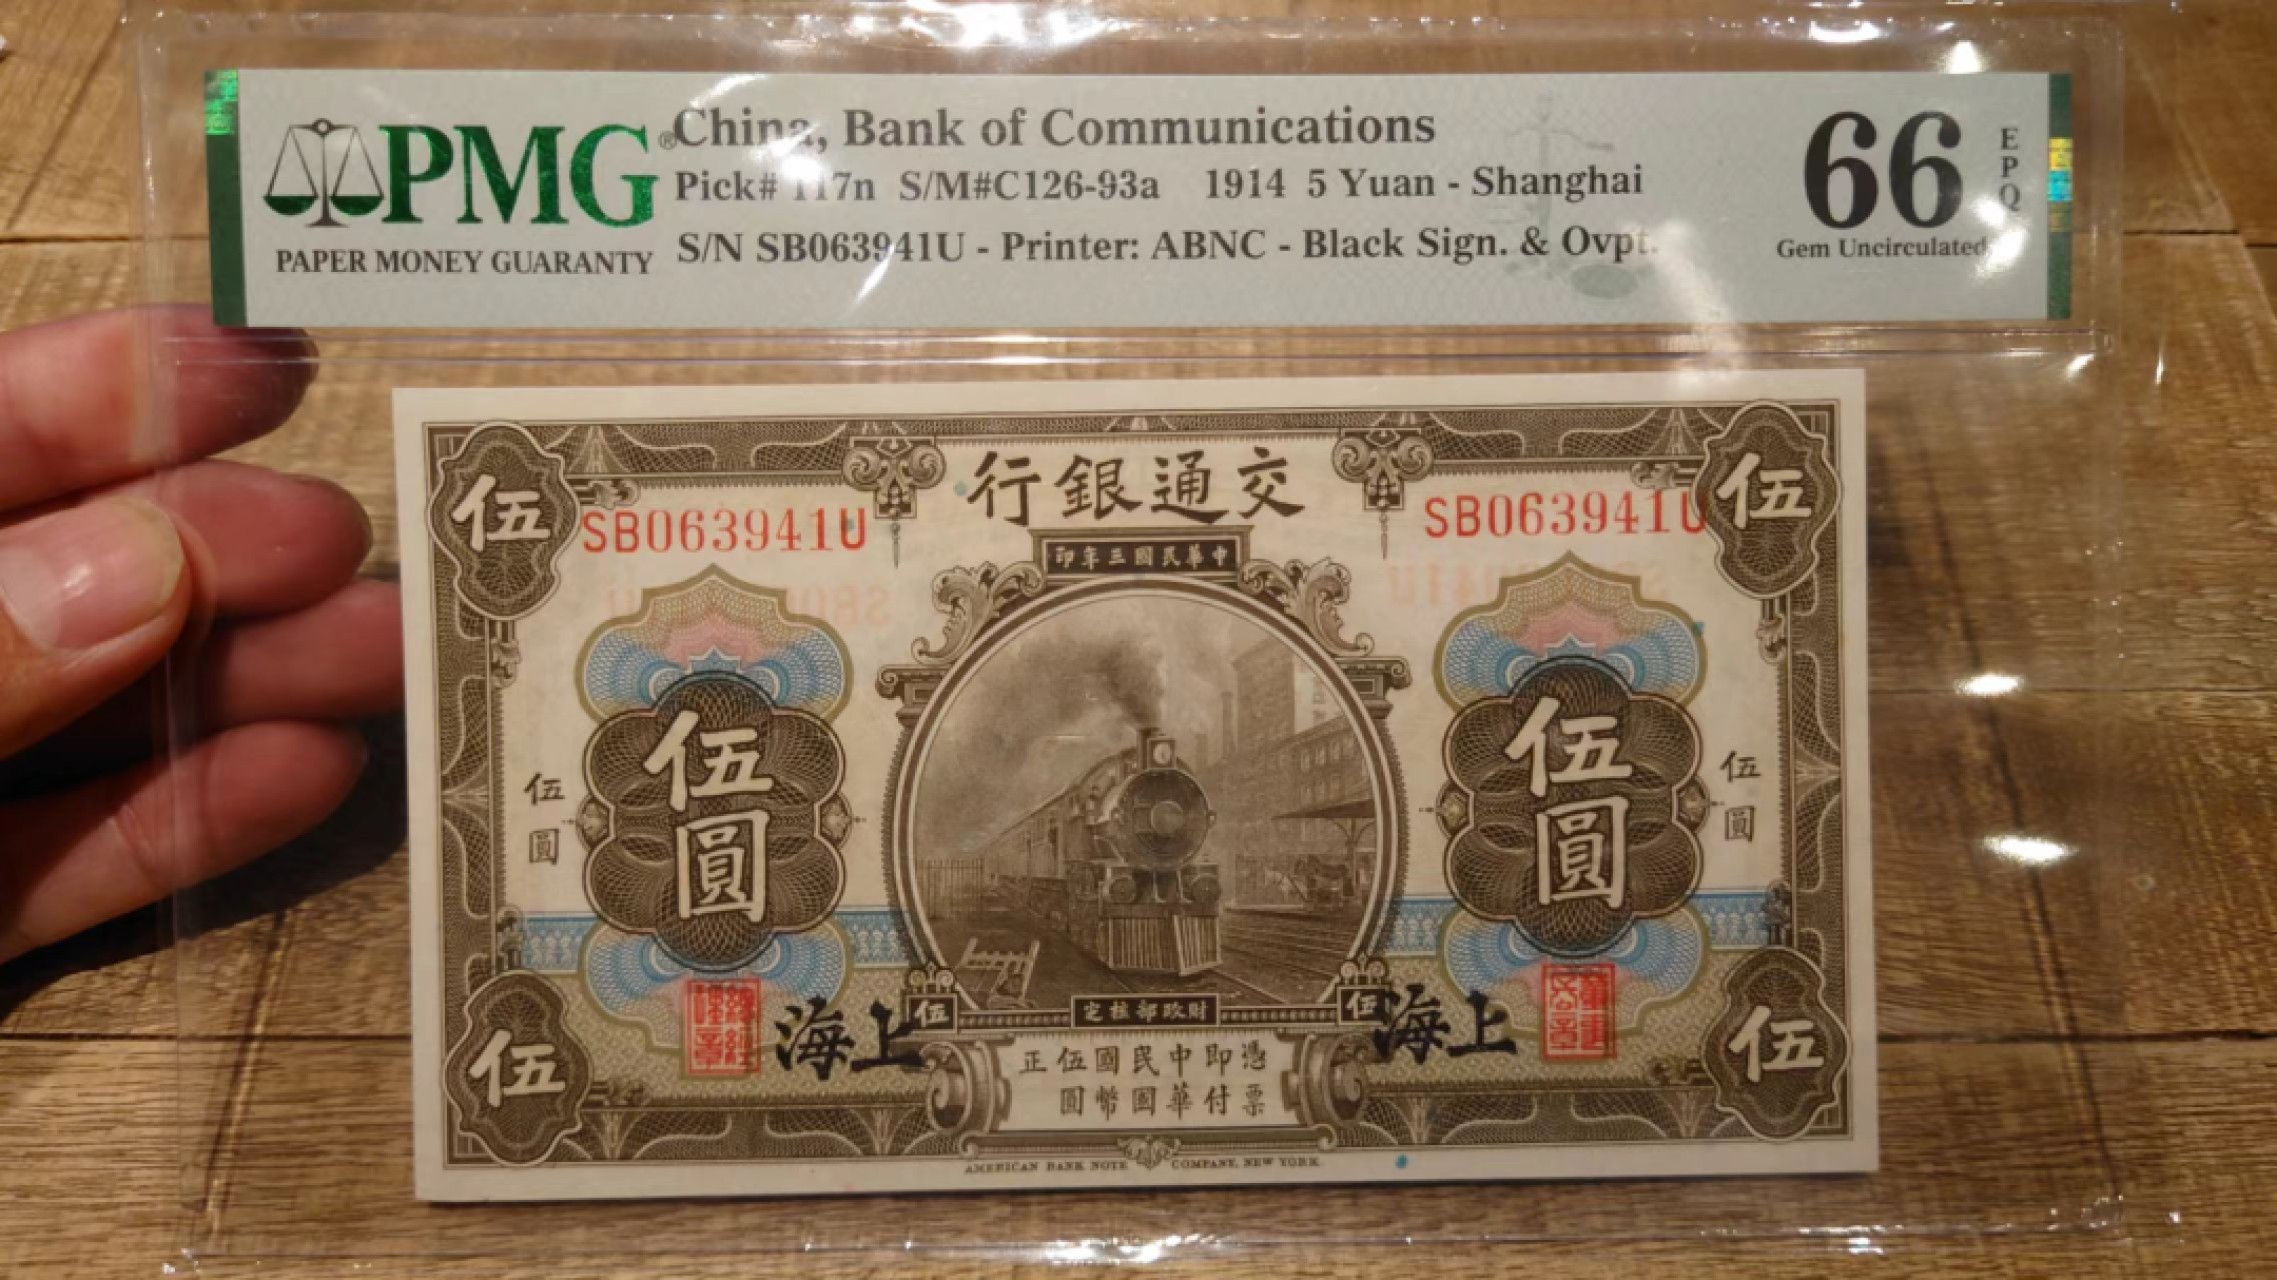 PMG®
PAPER MONEY GUARANTY
China, Bank of Communications
Pick# 117n S/M#C126-93a 1914 5 Yuan - Shanghai
S/N SB063941U - Printer: ABNC - Black Sign. & Ovpt.
66 EPQ
Gem Uncirculated
行銀通交
伍
伍
SB063941U
SB063941U
印年三國民華中
伍圓
伍圓
伍圓
伍圓
伍
伍
定核部政財
海上
海上
正伍國民中即憑
圓幣國華付票
伍
伍
AMERICAN BANK NOTE COMPANY, NEW YORK.